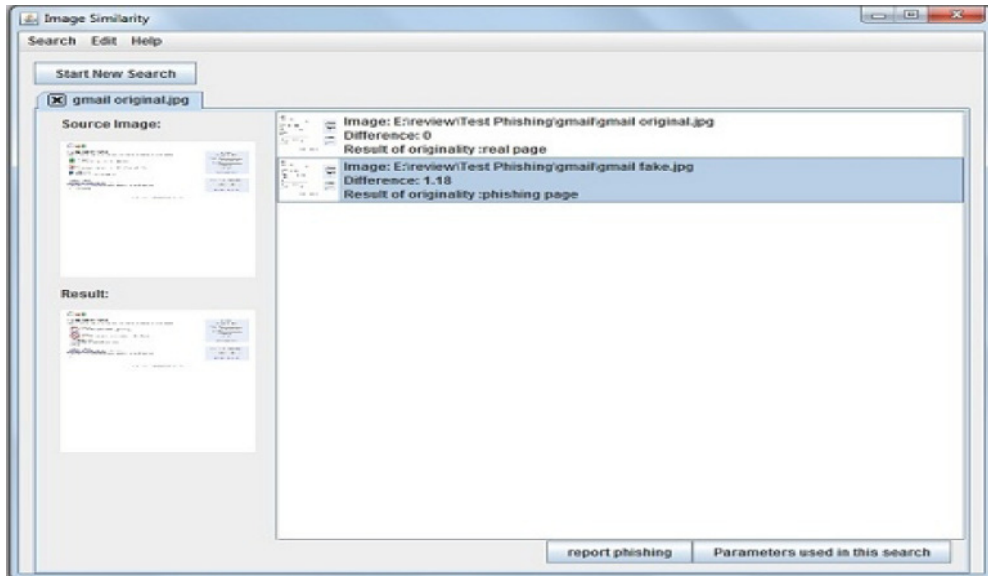 Image Similarity
Search Edit Help
Start New Search
gmail original.jpg
Source Image:
Image: E:\review\Test Phishing\gmail\gmail original.jpg
Difference: 0
Result of originality :real page
Image: E:\review\Test Phishing\gmail\gmail fake.jpg
Difference: 1.18
Result of originality :phishing page
Result:
report phishing
Parameters used in this search